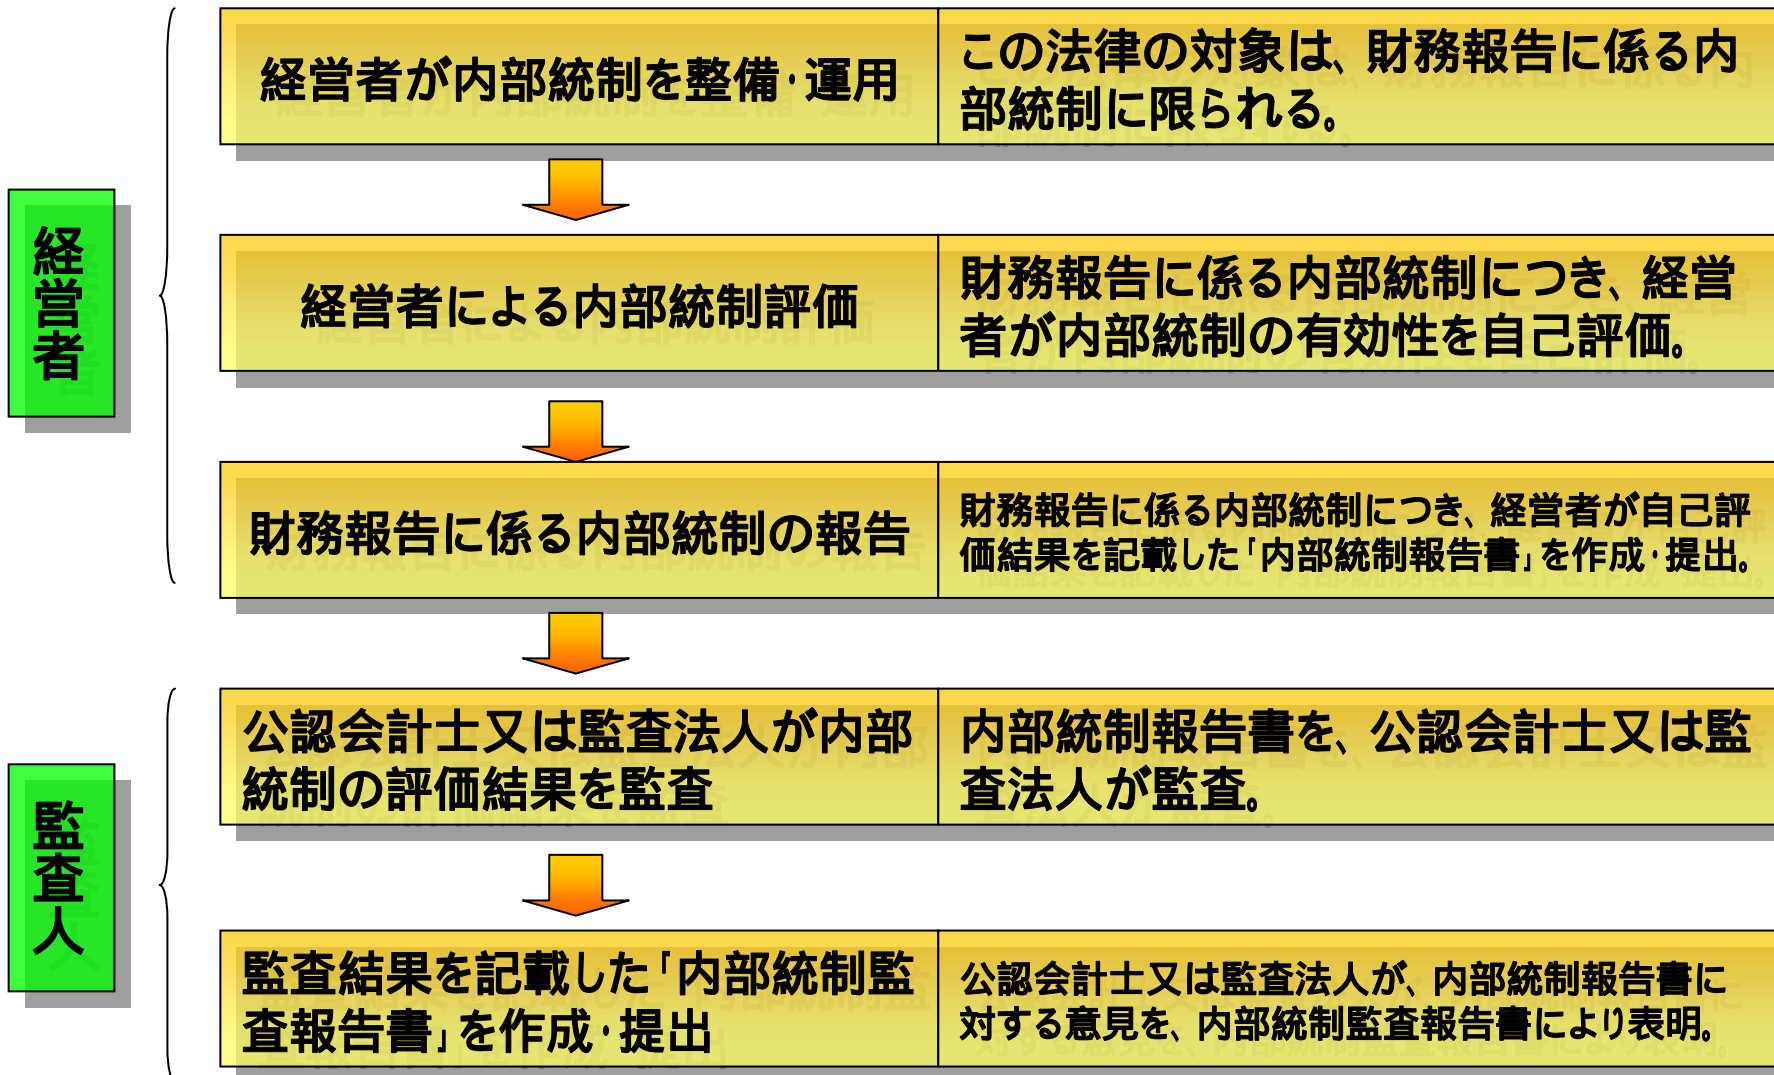 経営者
経営者が内部統制を整備・運用
この法律の対象は、財務報告に係る内
部統制に限られる。
経営者による内部統制評価
財務報告に係る内部統制につき、経営
者が内部統制の有効性を自己評価。
財務報告に係る内部統制の報告
財務報告に係る内部統制につき、経営者が自己評
価結果を記載した「内部統制報告書」を作成・提出。
監査人
公認会計士又は監査法人が内部
統制の評価結果を監査
内部統制報告書を、公認会計士又は監
査法人が監査。
監査結果を記載した「内部統制監
査報告書」を作成・提出
公認会計士又は監査法人が、内部統制報告書に
対する意見を、内部統制監査報告書により表明。